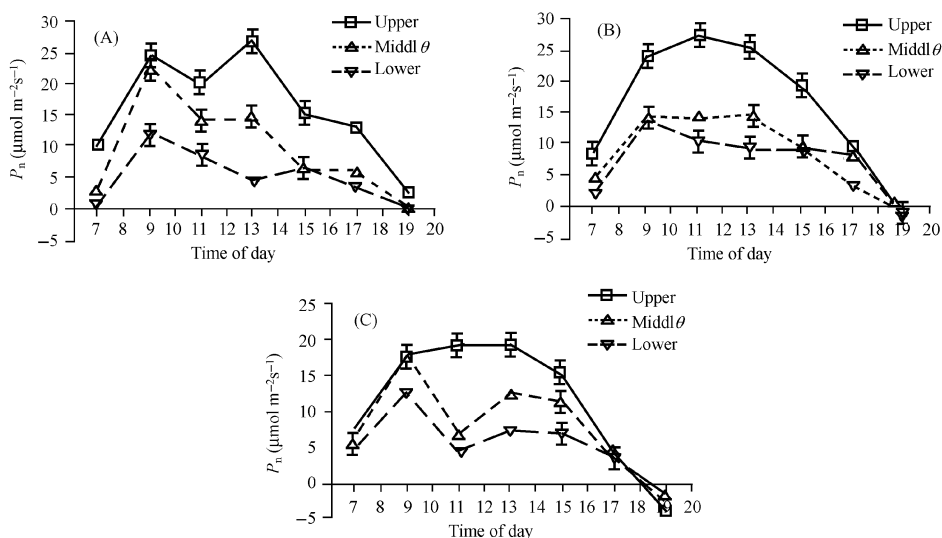 (A)
Upper
Middlθ
Lower
30
25
20
15
10
5
0
−5
Pn (μmol m−2s−1)
7 8 9 10 11 12 13 14 15 16 17 18 19 20
Time of day
(B)
Upper
Middlθ
Lower
30
25
20
15
10
5
0
−5
Pn (μmol m−2s−1)
7 8 9 10 11 12 13 14 15 16 17 18 19 20
Time of day
(C)
Upper
Middlθ
Lower
25
20
15
10
5
0
−5
Pn (μmol m−2s−1)
7 8 9 10 11 12 13 14 15 16 17 18 19 20
Time of day